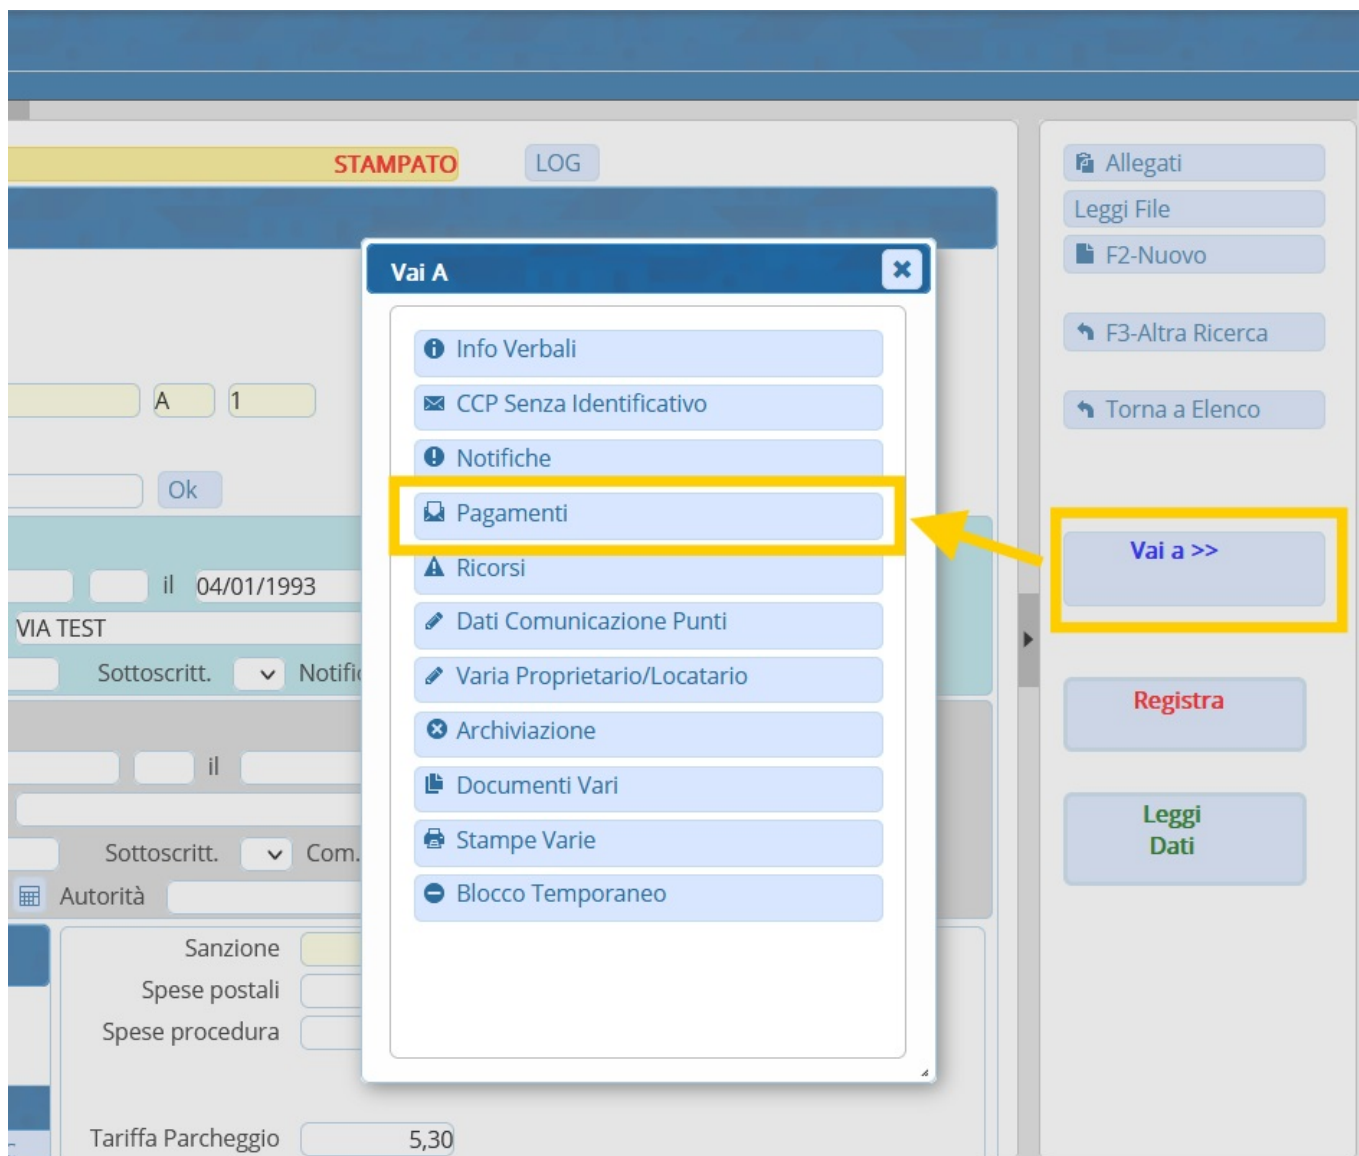 STAMPATO LOG
Allegati
Leggi File
F2-Nuovo
F3-Altra Ricerca
Torna a Elenco
Vai a >>
Registra
Leggi
Dati
A 1
Ok
il 04/01/1993
VIA TEST
Sottoscritt. Notific
il
Sottoscritt. Com.
Autorità
Sanzione
Spese postali
Spese procedura
Tariffa Parcheggio 5,30
Vai A
Info Verbali
CCP Senza Identificativo
Notifiche
Pagamenti
Ricorsi
Dati Comunicazione Punti
Varia Proprietario/Locatario
Archiviazione
Documenti Vari
Stampe Varie
Blocco Temporaneo